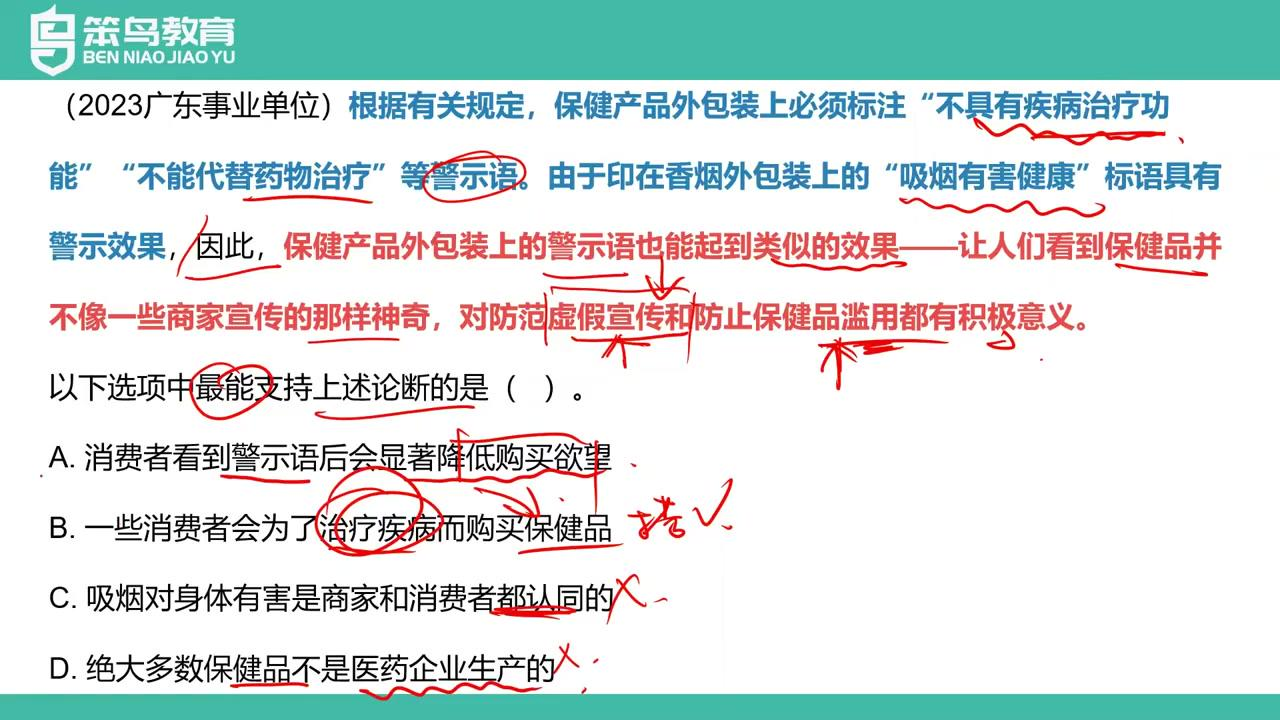 笨鸟教育
BEN NIAO JIAO YU
（2023广东事业单位）根据有关规定，保健产品外包装上必须标注“不具有疾病治疗功
能”“不能代替药物治疗”等警示语。由于印在香烟外包装上的“吸烟有害健康”标语具有
警示效果，因此，保健产品外包装上的警示语也能起到类似的效果——让人们看到保健品并
不像一些商家宣传的那样神奇，对防范虚假宣传和防止保健品滥用都有积极意义。
以下选项中最能支持上述论断的是（ ）。
A. 消费者看到警示语后会显著降低购买欲望
B. 一些消费者会为了治疗疾病而购买保健品 搭
C. 吸烟对身体有害是商家和消费者都认同的
D. 绝大多数保健品不是医药企业生产的